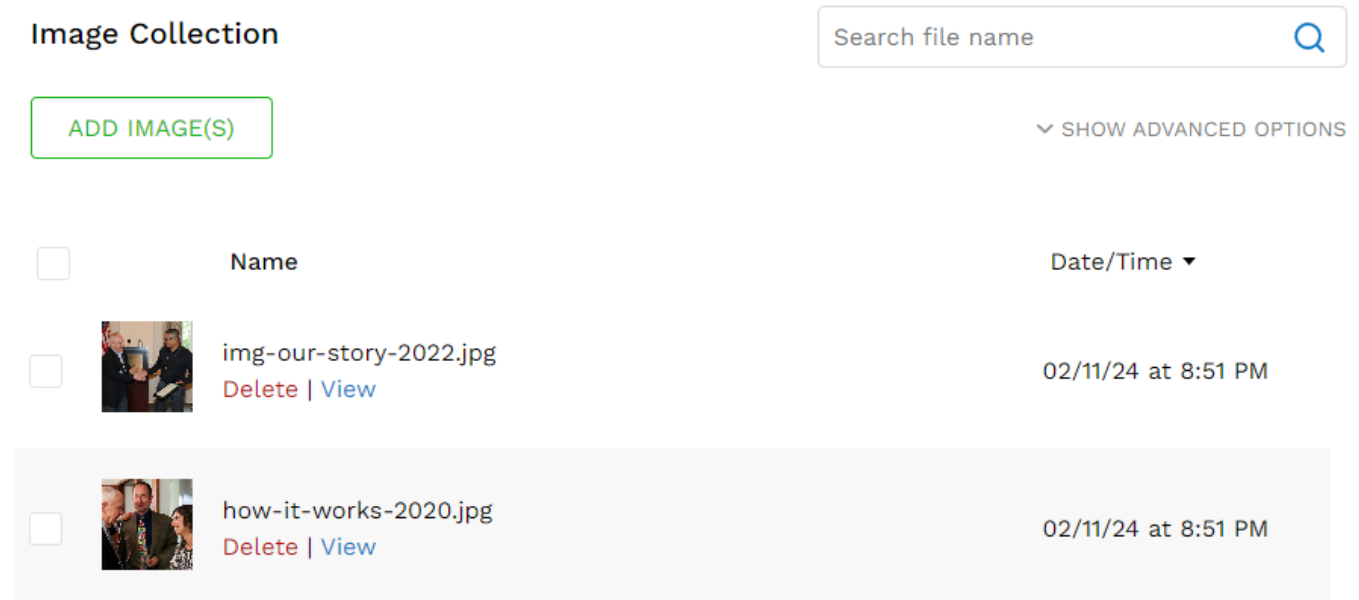 Image Collection
Search file name
ADD IMAGE(S)
SHOW ADVANCED OPTIONS
Name
Date/Time
img-our-story-2022.jpg
Delete | View
02/11/24 at 8:51 PM
how-it-works-2020.jpg
Delete | View
02/11/24 at 8:51 PM